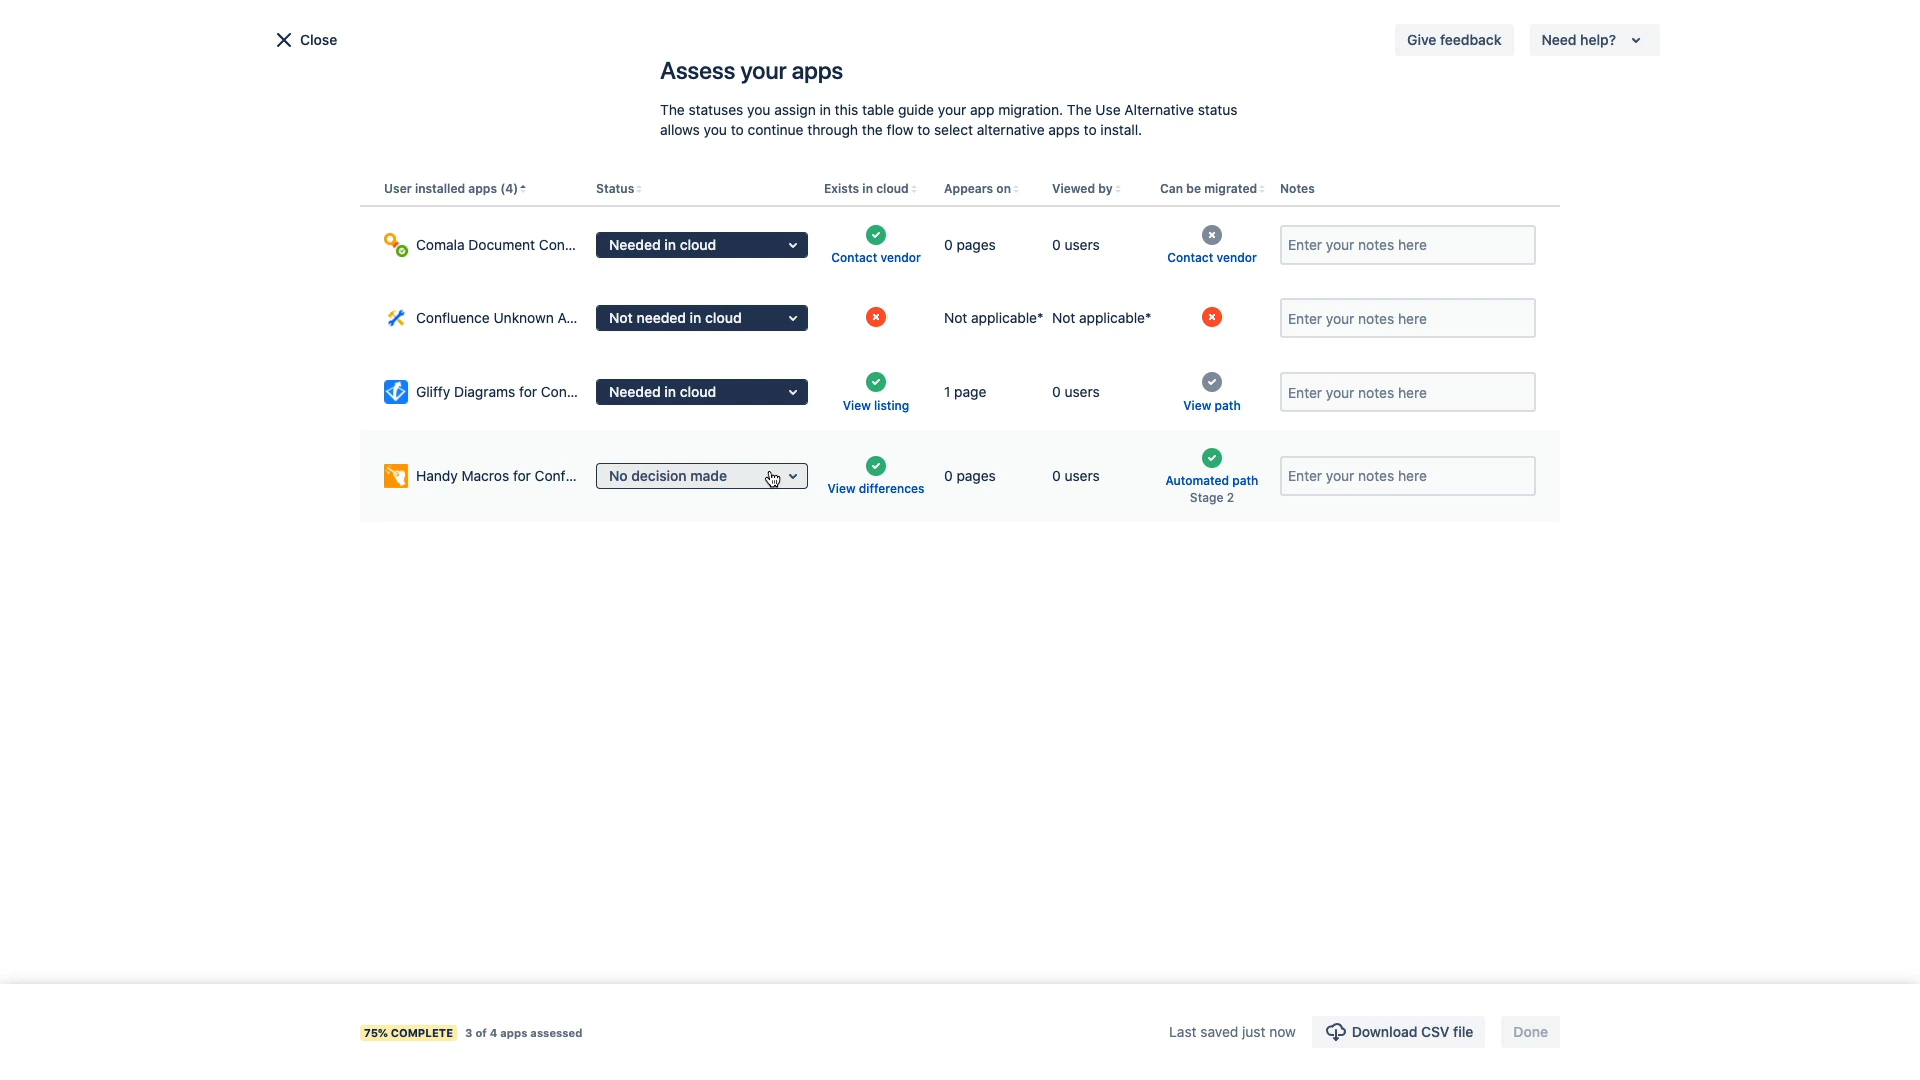 Close
Give feedback
Need help?
Assess your apps
The statuses you assign in this table guide your app migration. The Use Alternative status
allows you to continue through the flow to select alternative apps to install.
User installed apps (4) Status Exists in cloud Appears on Viewed by Can be migrated Notes
Comala Document Con... Needed in cloud Contact vendor 0 pages 0 users Contact vendor Enter your notes here
Confluence Unknown A... Not needed in cloud Not applicable* Not applicable* Enter your notes here
Gliffy Diagrams for Con... Needed in cloud View listing 1 page 0 users View path Enter your notes here
Handy Macros for Conf... No decision made View differences 0 pages 0 users Automated path Enter your notes here
Stage 2
75% COMPLETE 3 of 4 apps assessed
Last saved just now
Download CSV file
Done